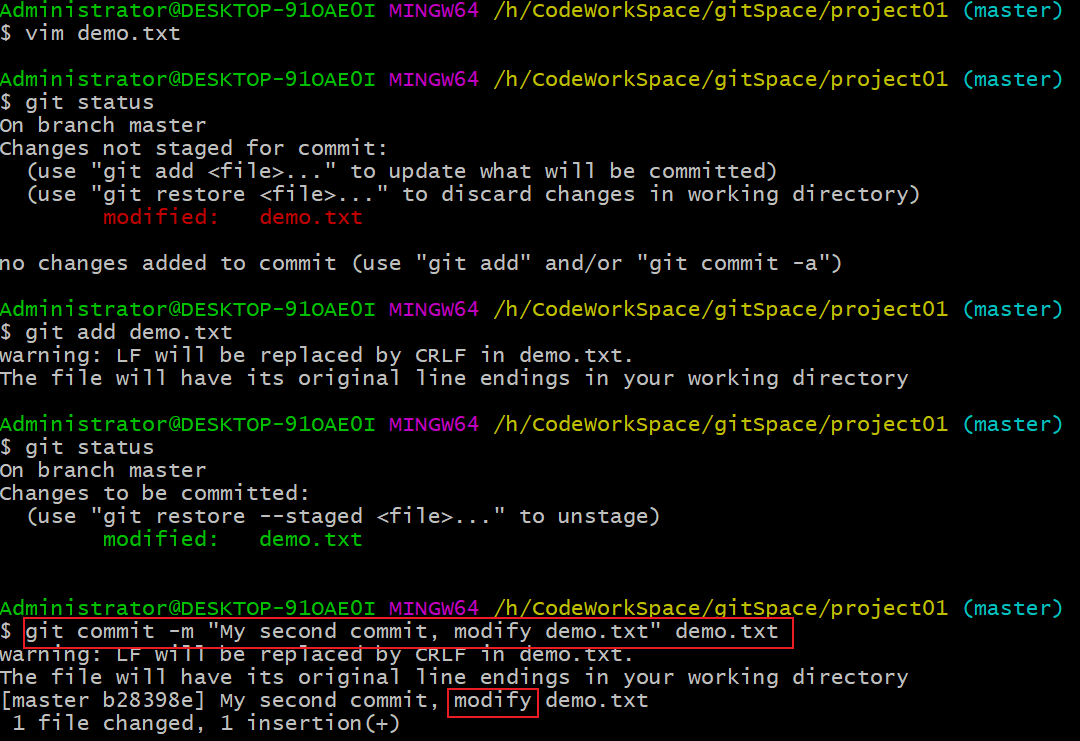 Administrator@DESKTOP-91OAE0I MINGW64 /h/CodeWorkSpace/gitSpace/project01 (master)
$ vim demo.txt
Administrator@DESKTOP-91OAE0I MINGW64 /h/CodeWorkSpace/gitSpace/project01 (master)
$ git status
On branch master
Changes not staged for commit:
  (use "git add <file>..." to update what will be committed)
  (use "git restore <file>..." to discard changes in working directory)
        modified:   demo.txt
no changes added to commit (use "git add" and/or "git commit -a")
Administrator@DESKTOP-91OAE0I MINGW64 /h/CodeWorkSpace/gitSpace/project01 (master)
$ git add demo.txt
warning: LF will be replaced by CRLF in demo.txt.
The file will have its original line endings in your working directory
Administrator@DESKTOP-91OAE0I MINGW64 /h/CodeWorkSpace/gitSpace/project01 (master)
$ git status
On branch master
Changes to be committed:
  (use "git restore --staged <file>..." to unstage)
        modified:   demo.txt
Administrator@DESKTOP-91OAE0I MINGW64 /h/CodeWorkSpace/gitSpace/project01 (master)
$ git commit -m "My second commit, modify demo.txt" demo.txt
warning: LF will be replaced by CRLF in demo.txt.
The file will have its original line endings in your working directory
[master b28398e] My second commit, modify demo.txt
 1 file changed, 1 insertion(+)